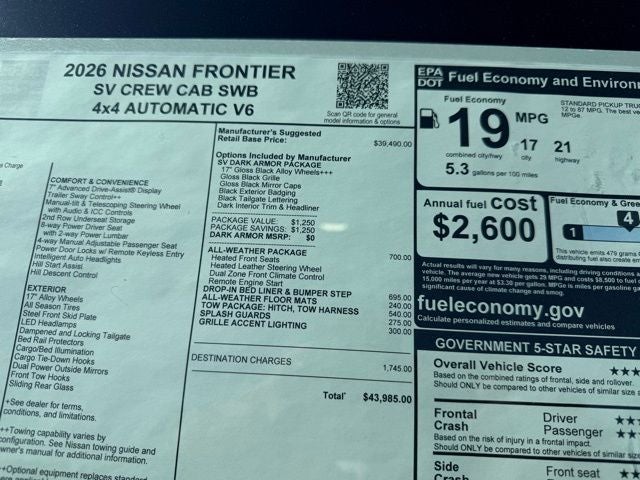 2026 NISSAN FRONTIER
SV CREW CAB SWB
4x4 AUTOMATIC V6
Scan QR code for general
model information & options
s Charge
COMFORT & CONVENIENCE
7" Advanced Drive-Assist® Display
Trailer Sway Control++
Manual-tilt & Telescoping Steering Wheel
with Audio & ICC Controls
2nd Row Underseat Storage
8-way Power Driver Seat
with 2-way Power Lumbar
4-way Manual Adjustable Passenger Seat
Power Door Locks w/ Remote Keyless Entry
Intelligent Auto Headlights
Hill Start Assist
Hill Descent Control
EXTERIOR
17" Alloy Wheels
All Season Tires
Steel Front Skid Plate
LED Headlamps
Dampened and Locking Tailgate
Bed Rail Protectors
Cargo/Bed Illumination
Cargo Tie-Down Hooks
Dual Power Outside Mirrors
Front Tow Hooks
Sliding Rear Glass
+See dealer for terms,
conditions, and limitations.
++Towing capability varies by
configuration. See Nissan towing guide and
owner's manual for additional information.
++Optional equipment replaces standard
Manufacturer's Suggested
Retail Base Price: $39,490.00
Options Included by Manufacturer
SV DARK ARMOR PACKAGE
17" Gloss Black Alloy Wheels+++
Gloss Black Grille
Gloss Black Mirror Caps
Black Exterior Badging
Black Tailgate Lettering
Dark Interior Trim & Headliner
PACKAGE VALUE: $1,250
PACKAGE SAVINGS: $1,250
DARK ARMOR MSRP: $0
ALL-WEATHER PACKAGE 700.00
Heated Front Seats
Heated Leather Steering Wheel
Dual Zone Front Climate Control
Remote Engine Start
DROP-IN BED LINER & BUMPER STEP 695.00
ALL-WEATHER FLOOR MATS 240.00
TOW PACKAGE: HITCH, TOW HARNESS 540.00
SPLASH GUARDS 275.00
GRILLE ACCENT LIGHTING 300.00
DESTINATION CHARGES 1,745.00
Total* $43,985.00
EPA
DOT Fuel Economy and Environm
Fuel Economy
19 MPG
17 21
combined city/hwy city highway
5.3 gallons per 100 miles
STANDARD PICKUP TRU
12 to 87 MPG. The best ve
MPGe.
Annual fuel COST
$2,600
Fuel Economy & Gree
1 4
This vehicle emits 479 grams C
distributing fuel also create em
Actual results will vary for many reasons, including driving conditions a
vehicle. The average new vehicle gets 29 MPG and costs $8,500 to fuel o
15,000 miles per year at $3.30 per gallon. MPGe is miles per gasoline ga
significant cause of climate change and smog.
fueleconomy.gov
Calculate personalized estimates and compare vehicles
GOVERNMENT 5-STAR SAFETY
Overall Vehicle Score ★★★
Based on the combined ratings of frontal, side and rollover.
Should ONLY be compared to other vehicles of similar size
Frontal Driver ★★
Crash Passenger ★★
Based on the risk of injury in a frontal impact.
Should ONLY be compared to other vehicles of similar size
Side Front seat ★★
Crash